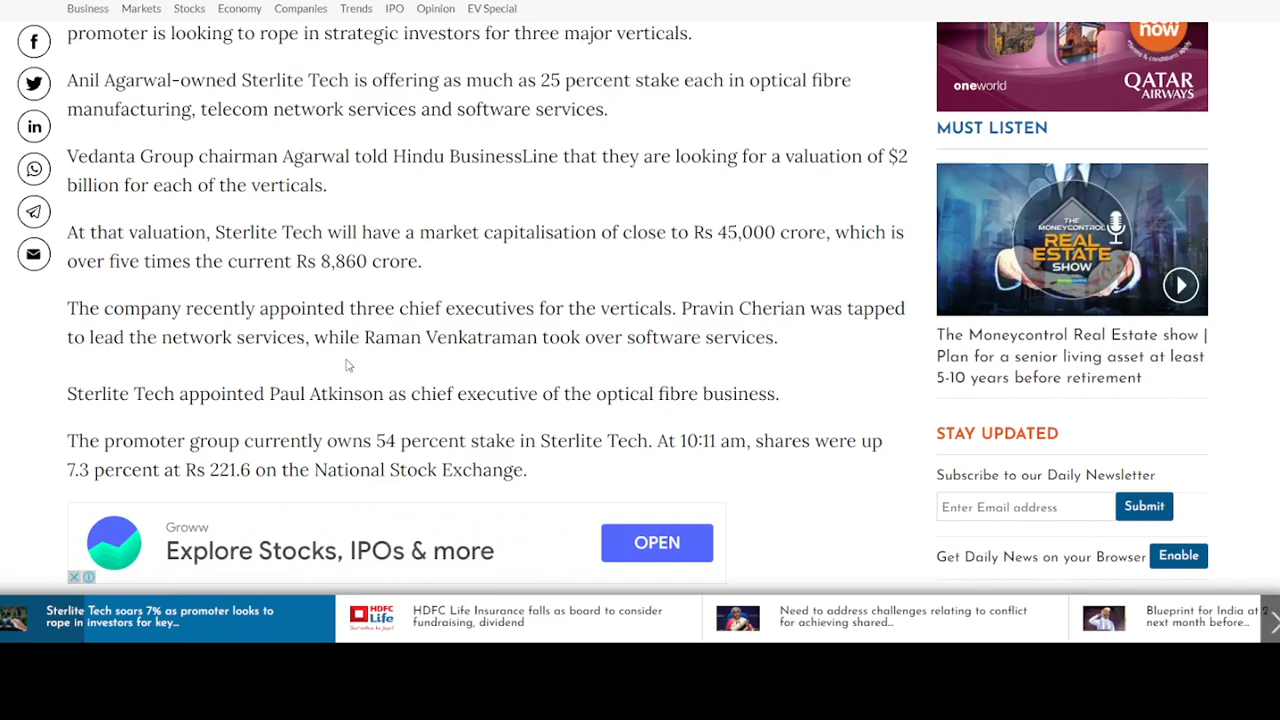 Business Markets Stocks Economy Companies Trends IPO Opinion EV Special
promoter is looking to rope in strategic investors for three major verticals.
Anil Agarwal-owned Sterlite Tech is offering as much as 25 percent stake each in optical fibre
manufacturing, telecom network services and software services.
Vedanta Group chairman Agarwal told Hindu BusinessLine that they are looking for a valuation of $2
billion for each of the verticals.
At that valuation, Sterlite Tech will have a market capitalisation of close to Rs 45,000 crore, which is
over five times the current Rs 8,860 crore.
The company recently appointed three chief executives for the verticals. Pravin Cherian was tapped
to lead the network services, while Raman Venkatraman took over software services.
Sterlite Tech appointed Paul Atkinson as chief executive of the optical fibre business.
The promoter group currently owns 54 percent stake in Sterlite Tech. At 10:11 am, shares were up
7.3 percent at Rs 221.6 on the National Stock Exchange.
Groww
Explore Stocks, IPOs & more
OPEN
now
oneworld
QATAR
AIRWAYS
MUST LISTEN
THE
MONEYCONTROL
REAL
ESTATE
SHOW
The Moneycontrol Real Estate show |
Plan for a senior living asset at least
5-10 years before retirement
STAY UPDATED
Subscribe to our Daily Newsletter
Enter Email address
Submit
Get Daily News on your Browser
Enable
Sterlite Tech soars 7% as promoter looks to
rope in investors for key...
HDFC
Life
HDFC Life Insurance falls as board to consider
fundraising, dividend
Need to address challenges relating to conflict
for achieving shared...
Blueprint for India at 2
next month before...